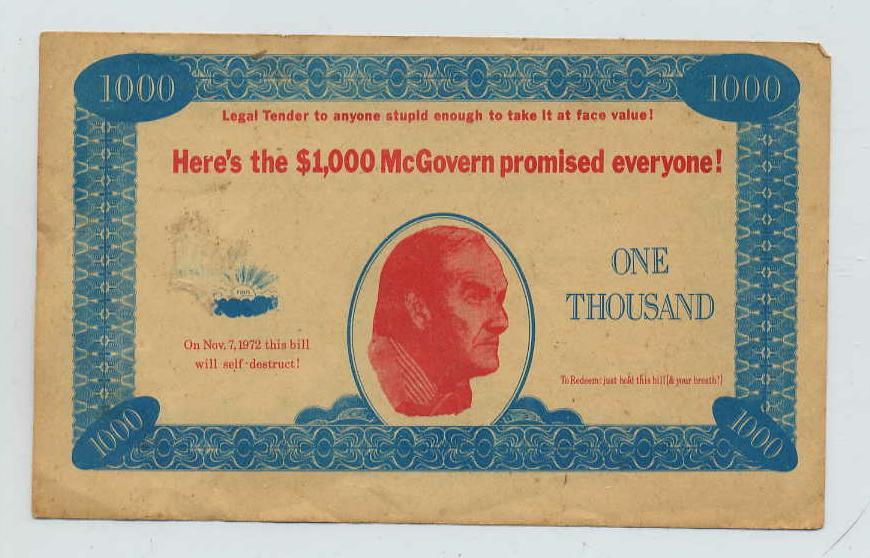 1000
1000
Legal Tender to anyone stupid enough to take it at face value!
Here's the $1,000 McGovern promised everyone!
ONE
THOUSAND
On Nov. 7, 1972 this bill
will self-destruct!
To Redeem: just hold this bill [& your breath!]
1000
1000